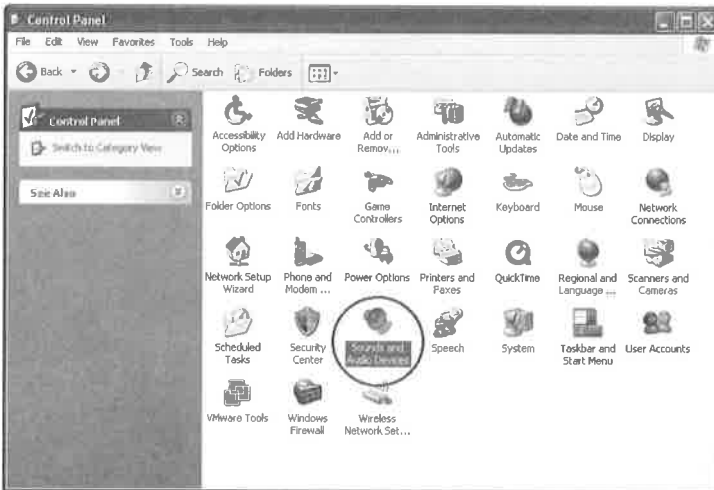 Control Panel
File Edit View Favorites Tools Help
Back Search Folders
Control Panel
Switch to Category View
See Also
Accessibility Options
Add Hardware
Add or Remov...
Administrative Tools
Automatic Updates
Date and Time
Display
Folder Options
Fonts
Game Controllers
Internet Options
Keyboard
Mouse
Network Connections
Network Setup Wizard
Phone and Modem ...
Power Options
Printers and Faxes
QuickTime
Regional and Language ...
Scanners and Cameras
Scheduled Tasks
Security Center
Sounds and Audio Devices
Speech
System
Taskbar and Start Menu
User Accounts
VMware Tools
Windows Firewall
Wireless Network Set...